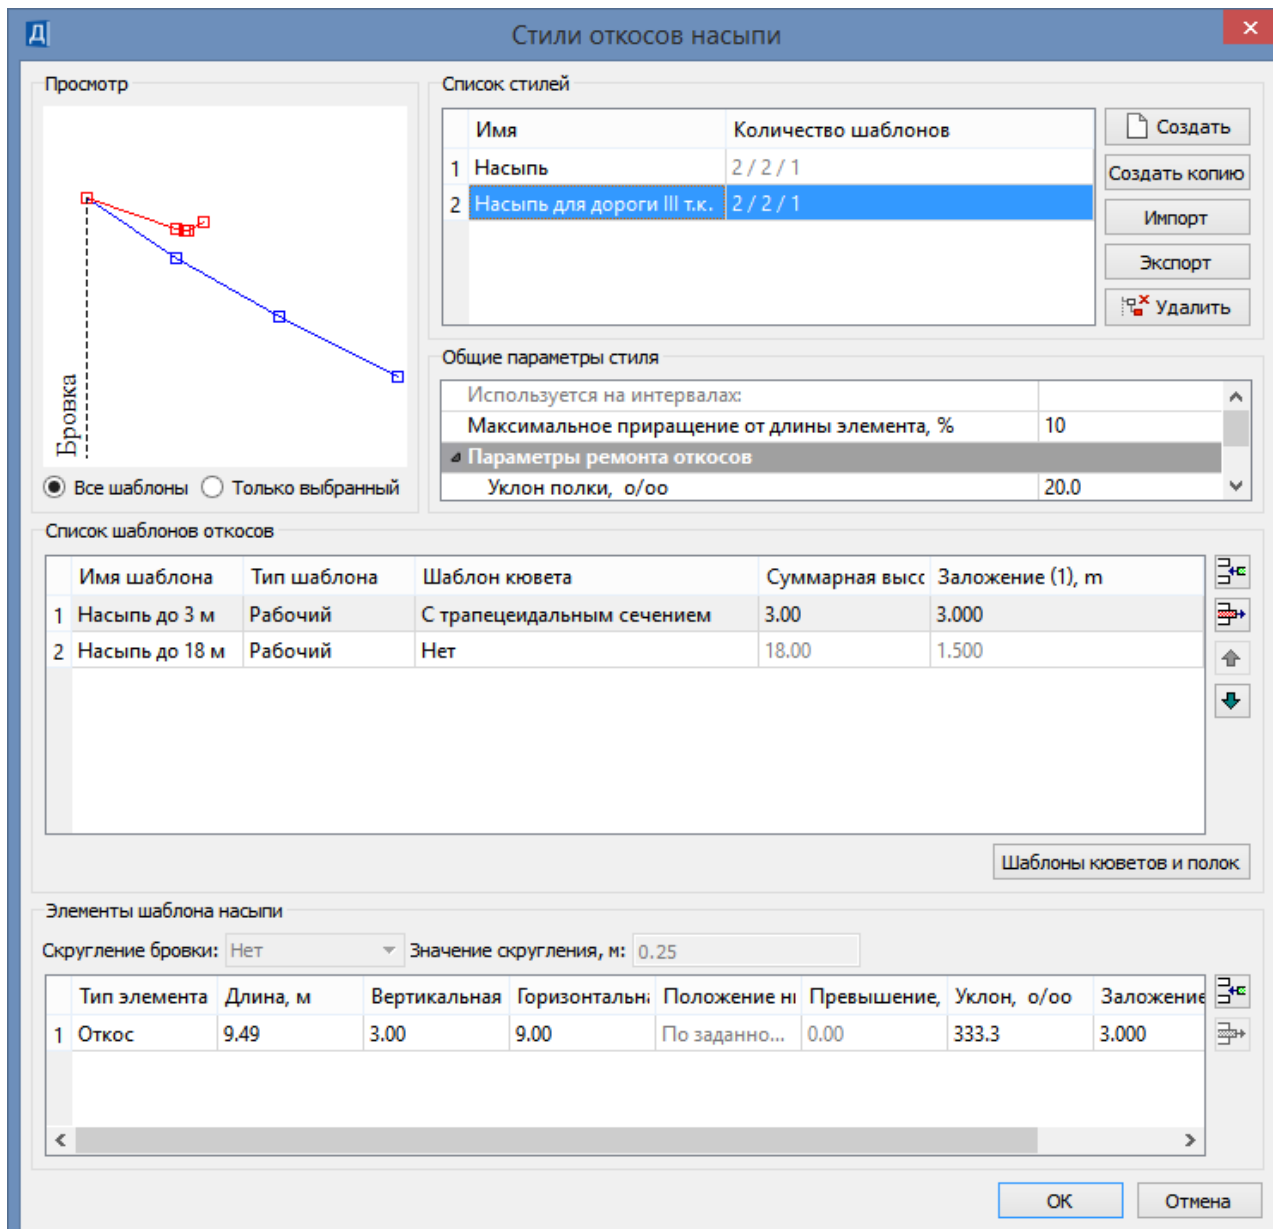 Д
Стили откосов насыпи
Просмотр
Бровка
Все шаблоны Только выбранный
Список стилей
Имя Количество шаблонов
1 Насыпь 2 / 2 / 1
2 Насыпь для дороги III т.к. 2 / 2 / 1
Создать
Создать копию
Импорт
Экспорт
Удалить
Общие параметры стиля
Используется на интервалах:
Максимальное приращение от длины элемента, % 10
Параметры ремонта откосов
Уклон полки, о/оо 20.0
Список шаблонов откосов
Имя шаблона Тип шаблона Шаблон кювета Суммарная высс Заложение (1), m
1 Насыпь до 3 м Рабочий С трапецеидальным сечением 3.00 3.000
2 Насыпь до 18 м Рабочий Нет 18.00 1.500
Шаблоны кюветов и полок
Элементы шаблона насыпи
Скругление бровки: Нет Значение скругления, м: 0.25
Тип элемента Длина, м Вертикальная Горизонтальна Положение ни Превышение, Уклон, о/оо Заложение
1 Откос 9.49 3.00 9.00 По заданно... 0.00 333.3 3.000
ОК Отмена